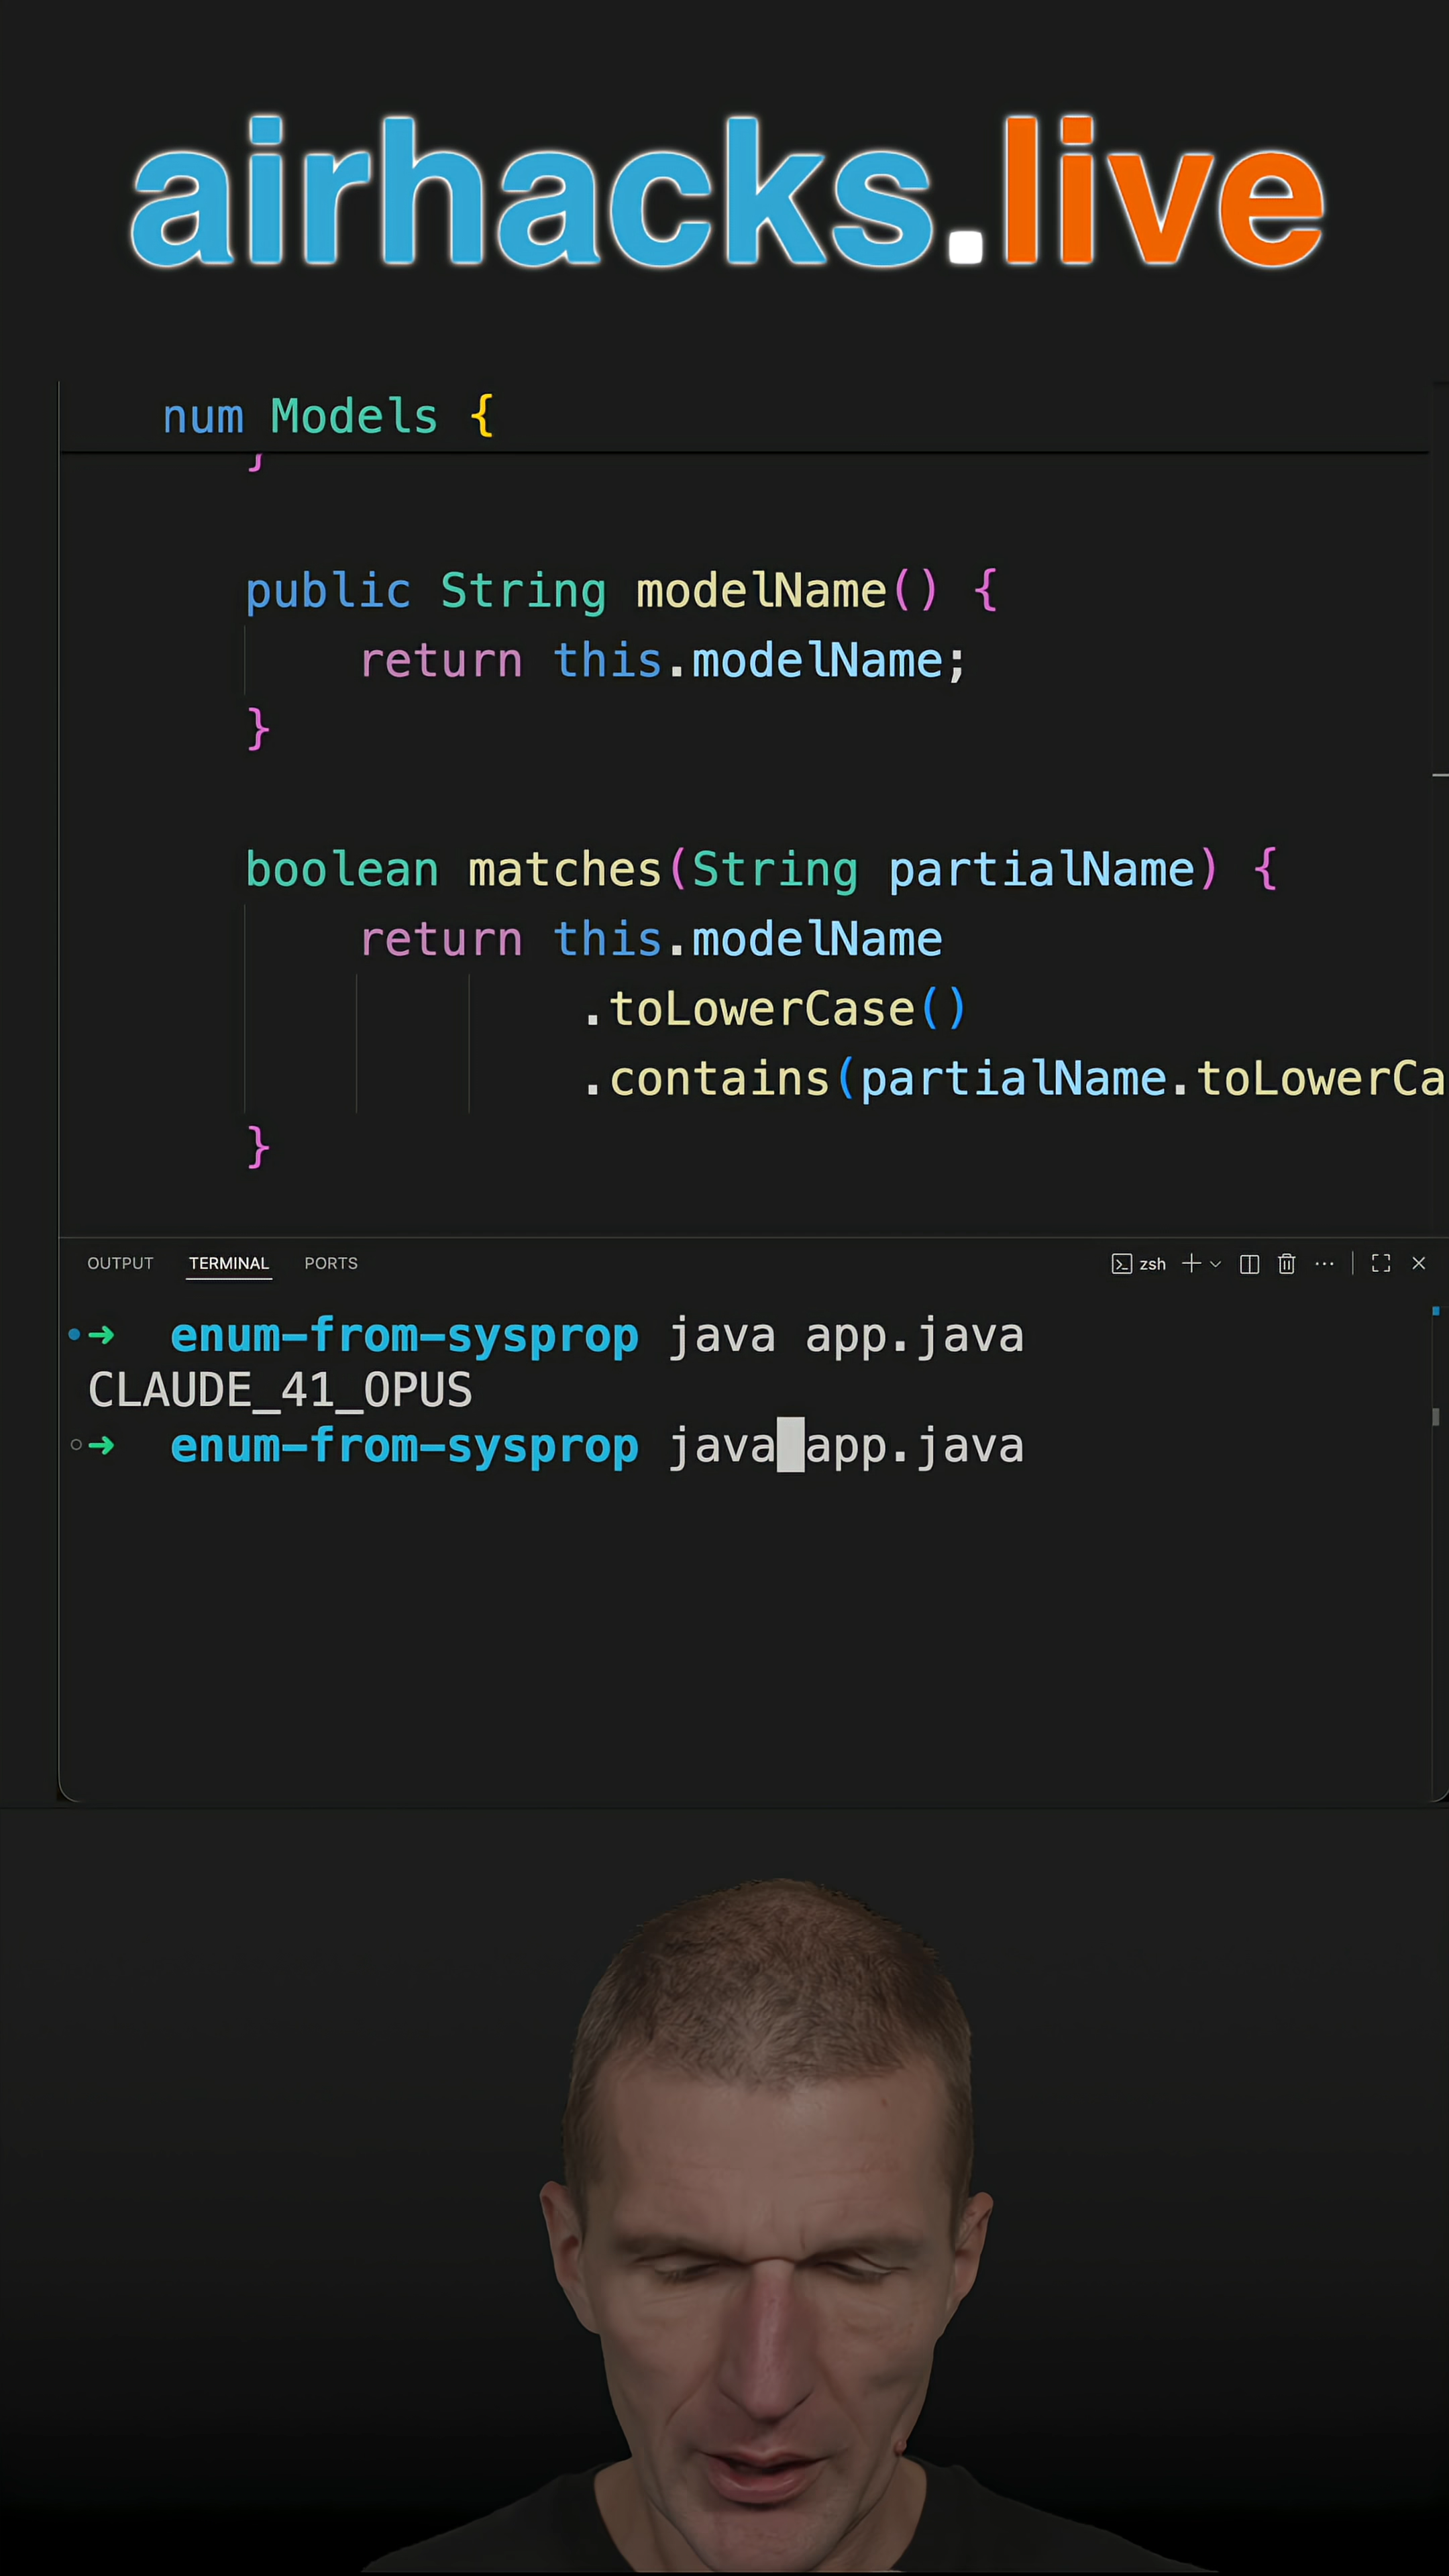 airhacks.live
num Models {
}
public String modelName() {
return this.modelName;
}
boolean matches(String partialName) {
return this.modelName
.toLowerCase()
.contains(partialName.toLowerCa
}
OUTPUT TERMINAL PORTS zsh
➜ enum-from-sysprop java app.java
CLAUDE_41_OPUS
➜ enum-from-sysprop java app.java